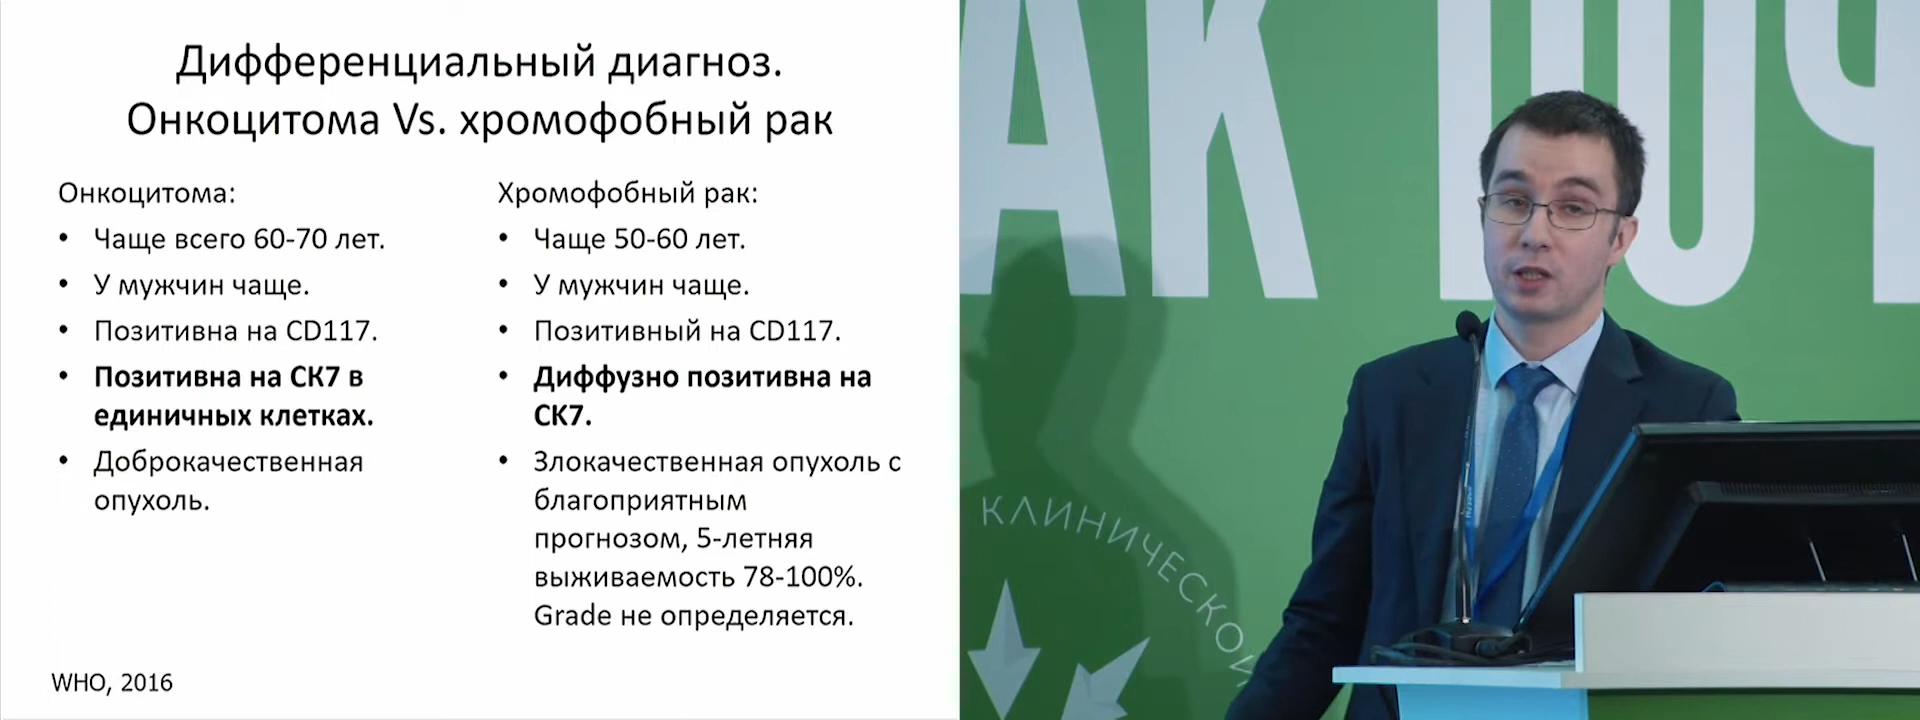 Дифференциальный диагноз.
Онкоцитома Vs. хромофобный рак
Онкоцитома:
• Чаще всего 60-70 лет.
• У мужчин чаще.
• Позитивна на CD117.
• Позитивна на СК7 в
единичных клетках.
• Доброкачественная
опухоль.
Хромофобный рак:
• Чаще 50-60 лет.
• У мужчин чаще.
• Позитивный на CD117.
• Диффузно позитивна на
СК7.
• Злокачественная опухоль с
благоприятным
прогнозом, 5-летняя
выживаемость 78-100%.
Grade не определяется.
WHO, 2016
АК ПОЧ
КЛИНИЧЕСКОЙ